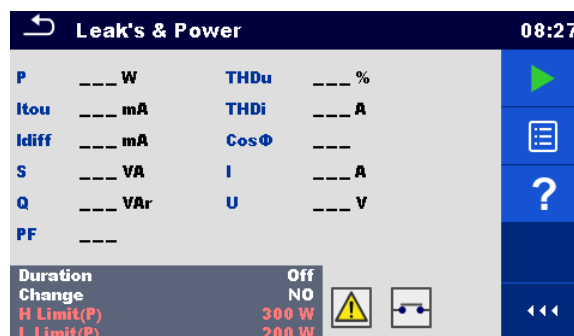 Leak's & Power 08:27
P ___ W THDu ___ %
Itou ___ mA THDi ___ A
Idiff ___ mA CosΦ ___
S ___ VA I ___ A
Q ___ VAr U ___ V
PF ___
?
Duration Off
Change NO
H Limit(P) 300 W
L Limit(P) 200 W